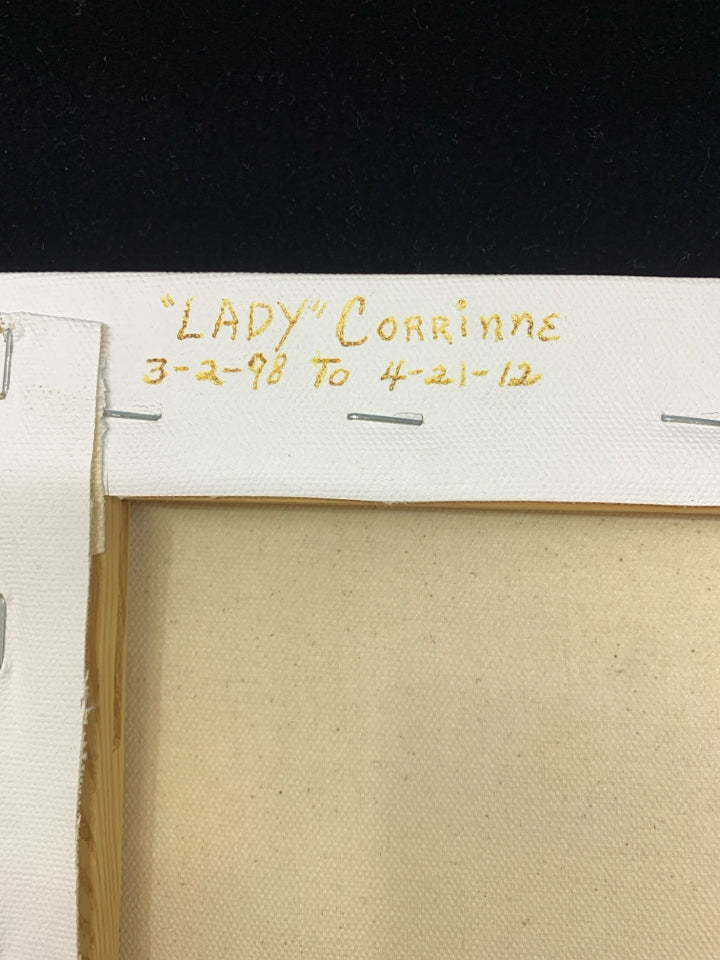 "LADY" CORRiNNE
3-2-98 To 4-21-12